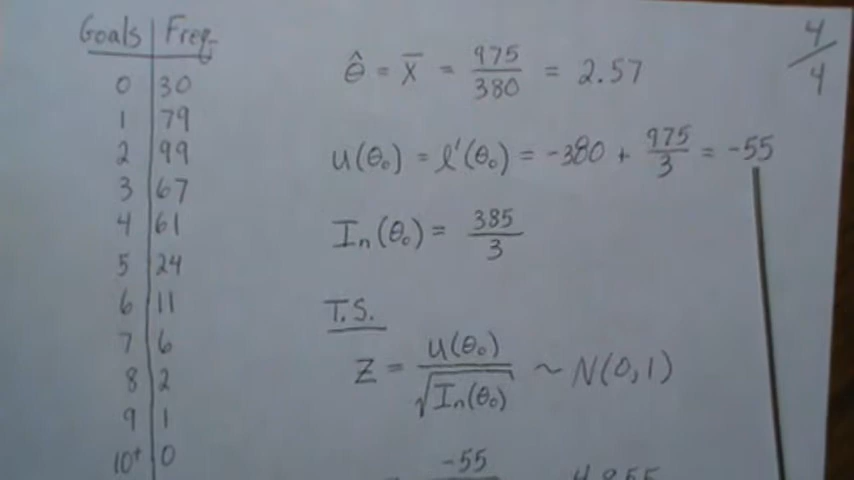 4/4
Goals | Freq.
0 | 30
1 | 79
2 | 99
3 | 67
4 | 61
5 | 24
6 | 11
7 | 6
8 | 2
9 | 1
10+ | 0
θ̂ = x̄ = 975/380 = 2.57
u(θ₀) = ℓ'(θ₀) = -380 + 975/3 = -55
Iₙ(θ₀) = 385/3
T.S.
Z = u(θ₀)/√Iₙ(θ₀) ~ N(0,1)
-55